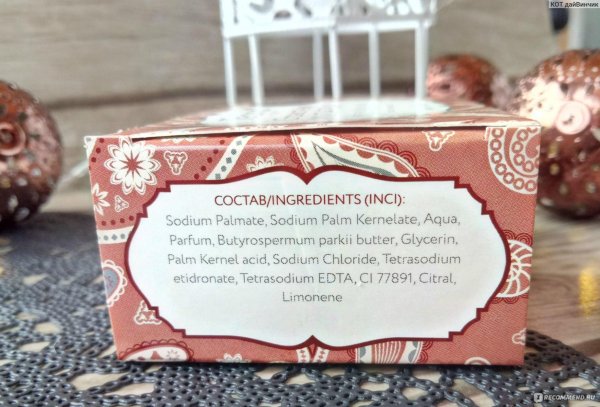 КОТ дайВинчик
СОСТАВ/INGREDIENTS (INCI):
Sodium Palmate, Sodium Palm Kernelate, Aqua,
Parfum, Butyrospermum parkii butter, Glycerin,
Palm Kernel acid, Sodium Chloride, Tetrasodium
etidronate, Tetrasodium EDTA, CI 77891, Citral,
Limonene
RECOMMEND.RU